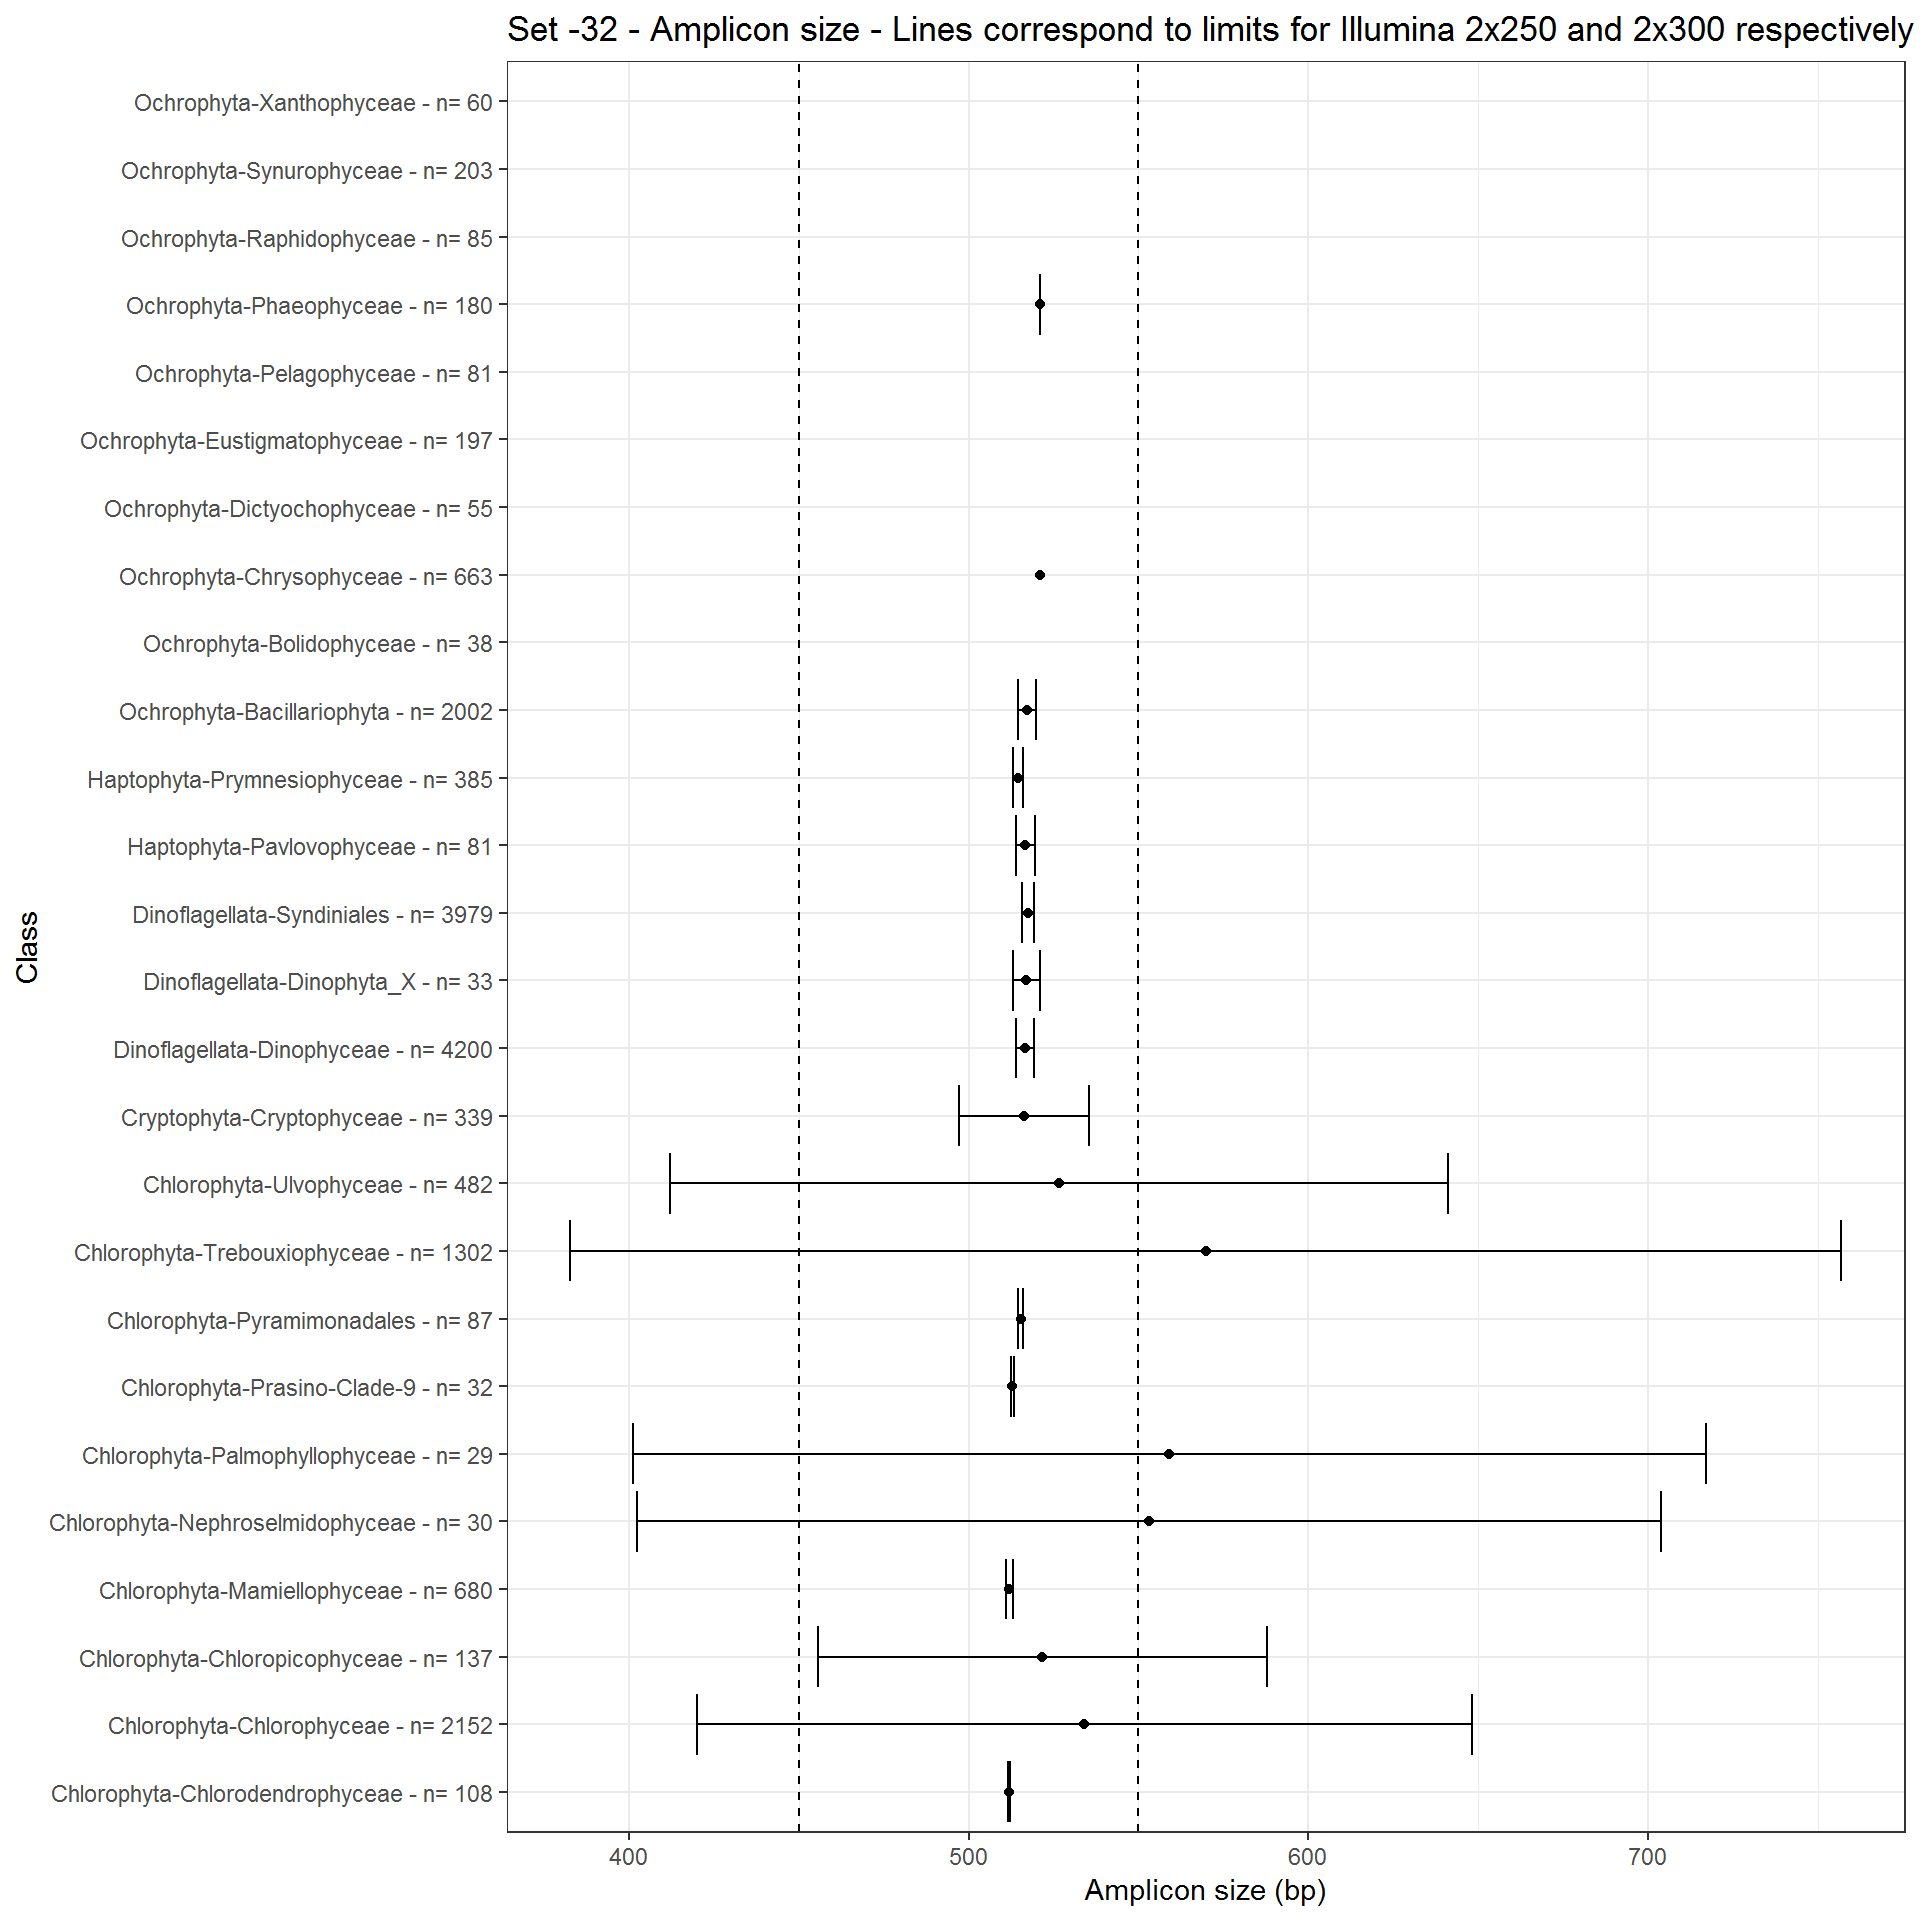 Set -32 - Amplicon size - Lines correspond to limits for Illumina 2x250 and 2x300 respectively
Ochrophyta-Xanthophyceae - n= 60
Ochrophyta-Synurophyceae - n= 203
Ochrophyta-Raphidophyceae - n= 85
Ochrophyta-Phaeophyceae - n= 180
Ochrophyta-Pelagophyceae - n= 81
Ochrophyta-Eustigmatophyceae - n= 197
Ochrophyta-Dictyochophyceae - n= 55
Ochrophyta-Chrysophyceae - n= 663
Ochrophyta-Bolidophyceae - n= 38
Ochrophyta-Bacillariophyta - n= 2002
Haptophyta-Prymnesiophyceae - n= 385
Haptophyta-Pavlovophyceae - n= 81
Dinoflagellata-Syndiniales - n= 3979
Dinoflagellata-Dinophyta_X - n= 33
Dinoflagellata-Dinophyceae - n= 4200
Cryptophyta-Cryptophyceae - n= 339
Chlorophyta-Ulvophyceae - n= 482
Chlorophyta-Trebouxiophyceae - n= 1302
Chlorophyta-Pyramimonadales - n= 87
Chlorophyta-Prasino-Clade-9 - n= 32
Chlorophyta-Palmophyllophyceae - n= 29
Chlorophyta-Nephroselmidophyceae - n= 30
Chlorophyta-Mamiellophyceae - n= 680
Chlorophyta-Chloropicophyceae - n= 137
Chlorophyta-Chlorophyceae - n= 2152
Chlorophyta-Chlorodendrophyceae - n= 108
Class
400 500 600 700
Amplicon size (bp)